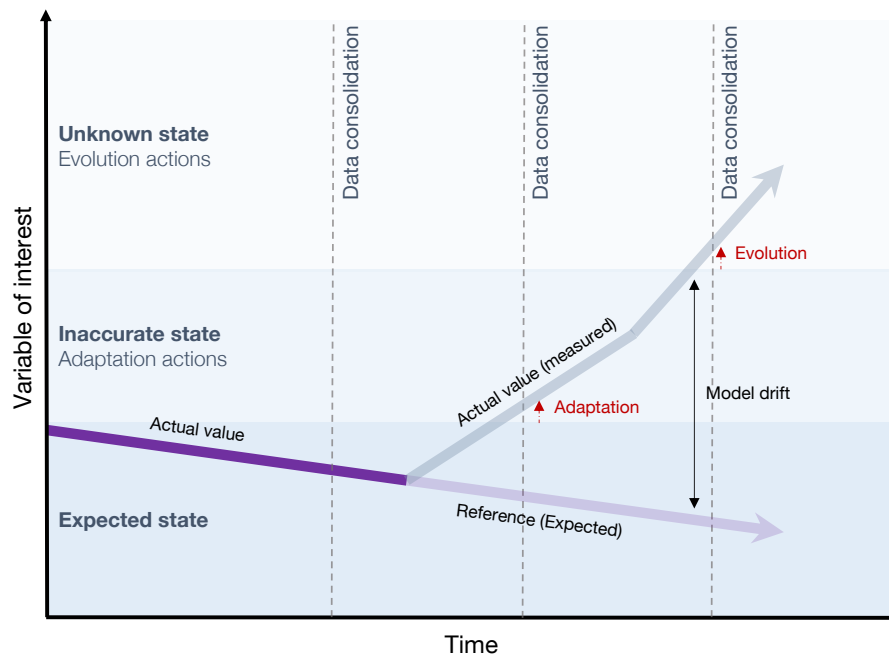 Data consolidation
Data consolidation
Data consolidation
Unknown state
Evolution actions
Evolution
Inaccurate state
Adaptation actions
Actual value (measured)
Model drift
Adaptation
Actual value
Reference (Expected)
Expected state
Variable of interest
Time